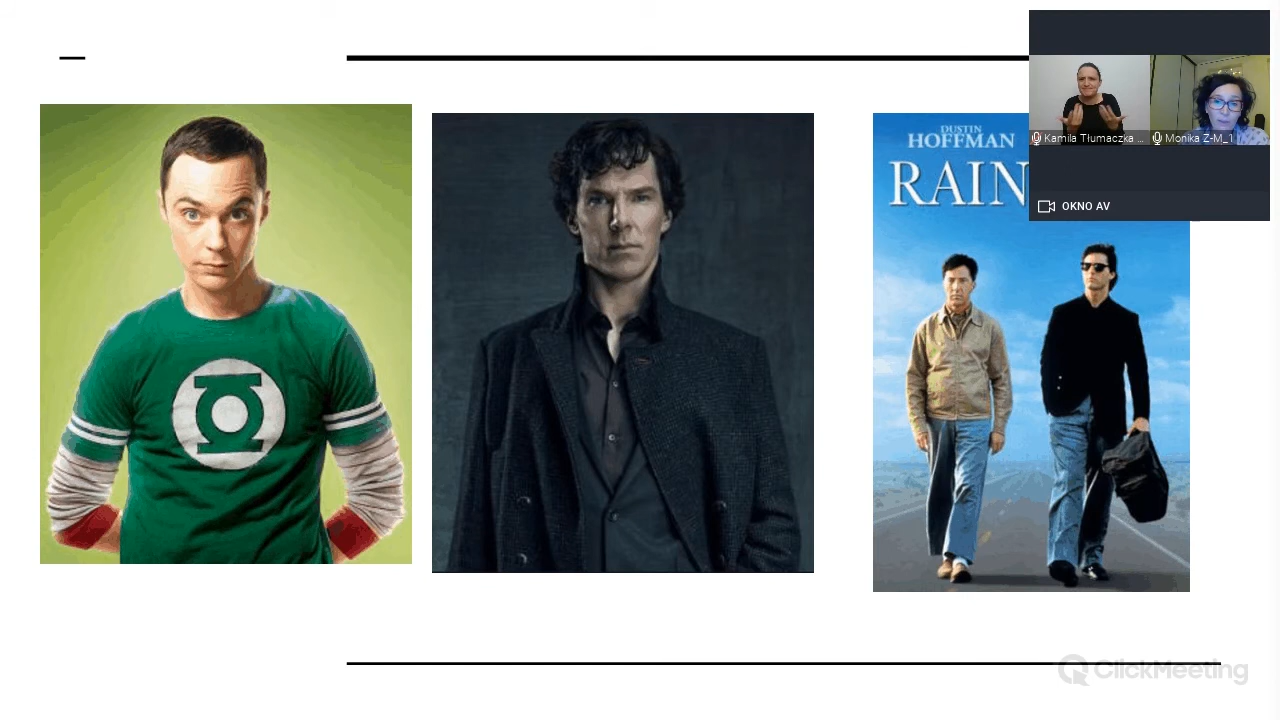 DUSTIN
HOFFMAN
RAIN
Kamila Tłumaczka ...
Monika Z-M_1
OKNO AV
ClickMeeting